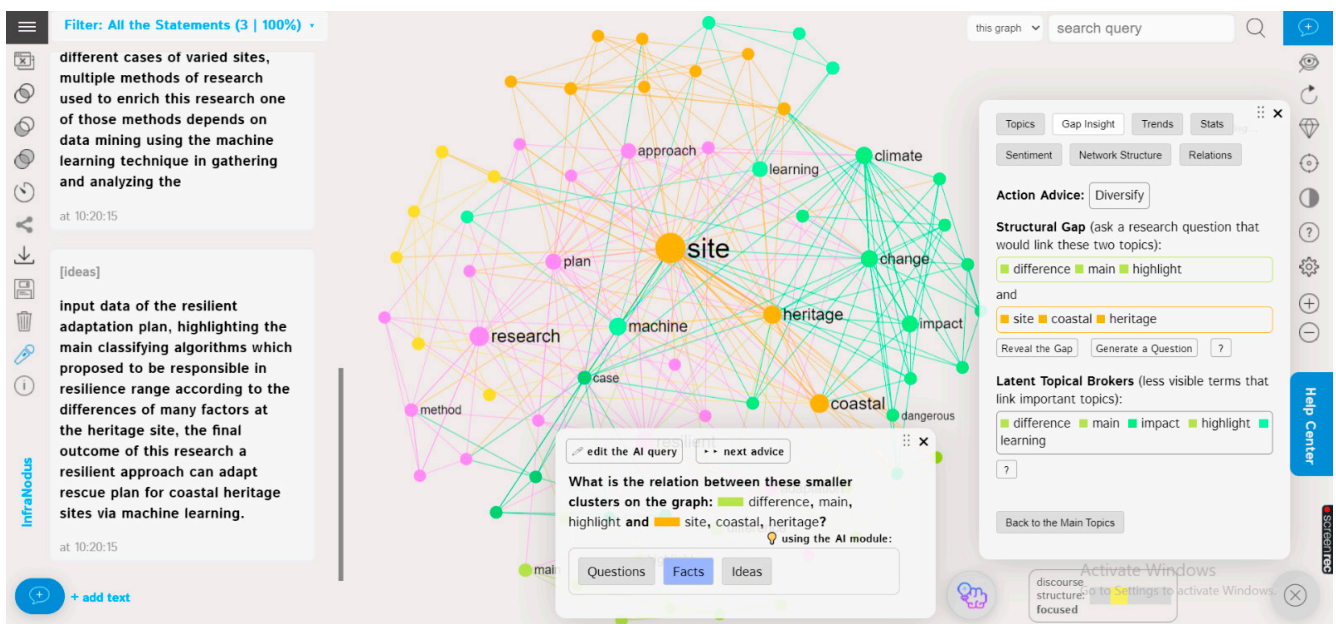 Filter: All the Statements (3 | 100%)
different cases of varied sites,
multiple methods of research
used to enrich this research one
of those methods depends on
data mining using the machine
learning technique in gathering
and analyzing the
at 10:20:15
[ideas]
input data of the resilient
adaptation plan, highlighting the
main classifying algorithms which
proposed to be responsible in
resilience range according to the
differences of many factors at
the heritage site, the final
outcome of this research a
resilient approach can adapt
rescue plan for coastal heritage
sites via machine learning.
at 10:20:15
InfraNodus
+ add text
approach
learning
climate
site
plan
change
heritage
machine
impact
research
case
coastal
method
dangerous
resilient
main
edit the AI query
next advice
What is the relation between these smaller
clusters on the graph: difference, main,
highlight and site, coastal, heritage?
using the AI module:
Questions Facts Ideas
this graph
search query
Topics Gap Insight Trends Stats
Sentiment Network Structure Relations
Action Advice: Diversify
Structural Gap (ask a research question that
would link these two topics):
difference main highlight
and
site coastal heritage
Reveal the Gap Generate a Question ?
Latent Topical Brokers (less visible terms that
link important topics):
difference main impact highlight
learning
?
Back to the Main Topics
Help Center
screenrec
Activate Windows
Go to Settings to activate Windows.
discourse
structure:
focused